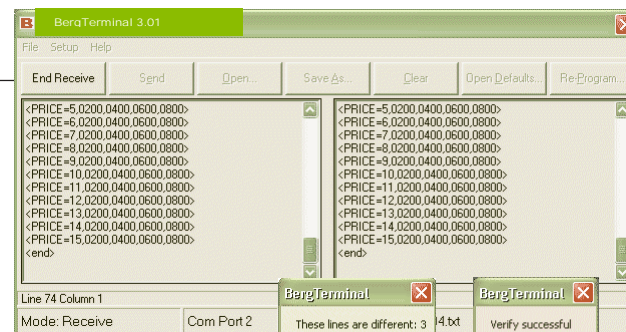 B BergTerminal 3.01
File Setup Help
End Receive Send Open... Save As... Clear Open Defaults... Re-Program...
<PRICE=5,0200,0400,0600,0800>
<PRICE=6,0200,0400,0600,0800>
<PRICE=7,0200,0400,0600,0800>
<PRICE=8,0200,0400,0600,0800>
<PRICE=9,0200,0400,0600,0800>
<PRICE=10,0200,0400,0600,0800>
<PRICE=11,0200,0400,0600,0800>
<PRICE=12,0200,0400,0600,0800>
<PRICE=13,0200,0400,0600,0800>
<PRICE=14,0200,0400,0600,0800>
<PRICE=15,0200,0400,0600,0800>
<end>
<PRICE=5,0200,0400,0600,0800>
<PRICE=6,0200,0400,0600,0800>
<PRICE=7,0200,0400,0600,0800>
<PRICE=8,0200,0400,0600,0800>
<PRICE=9,0200,0400,0600,0800>
<PRICE=10,0200,0400,0600,0800>
<PRICE=11,0200,0400,0600,0800>
<PRICE=12,0200,0400,0600,0800>
<PRICE=13,0200,0400,0600,0800>
<PRICE=14,0200,0400,0600,0800>
<PRICE=15,0200,0400,0600,0800>
<end>
Line 74 Column 1
Mode: Receive Com Port 2 4.txt
BergTerminal
These lines are different: 3
BergTerminal
Verify successful